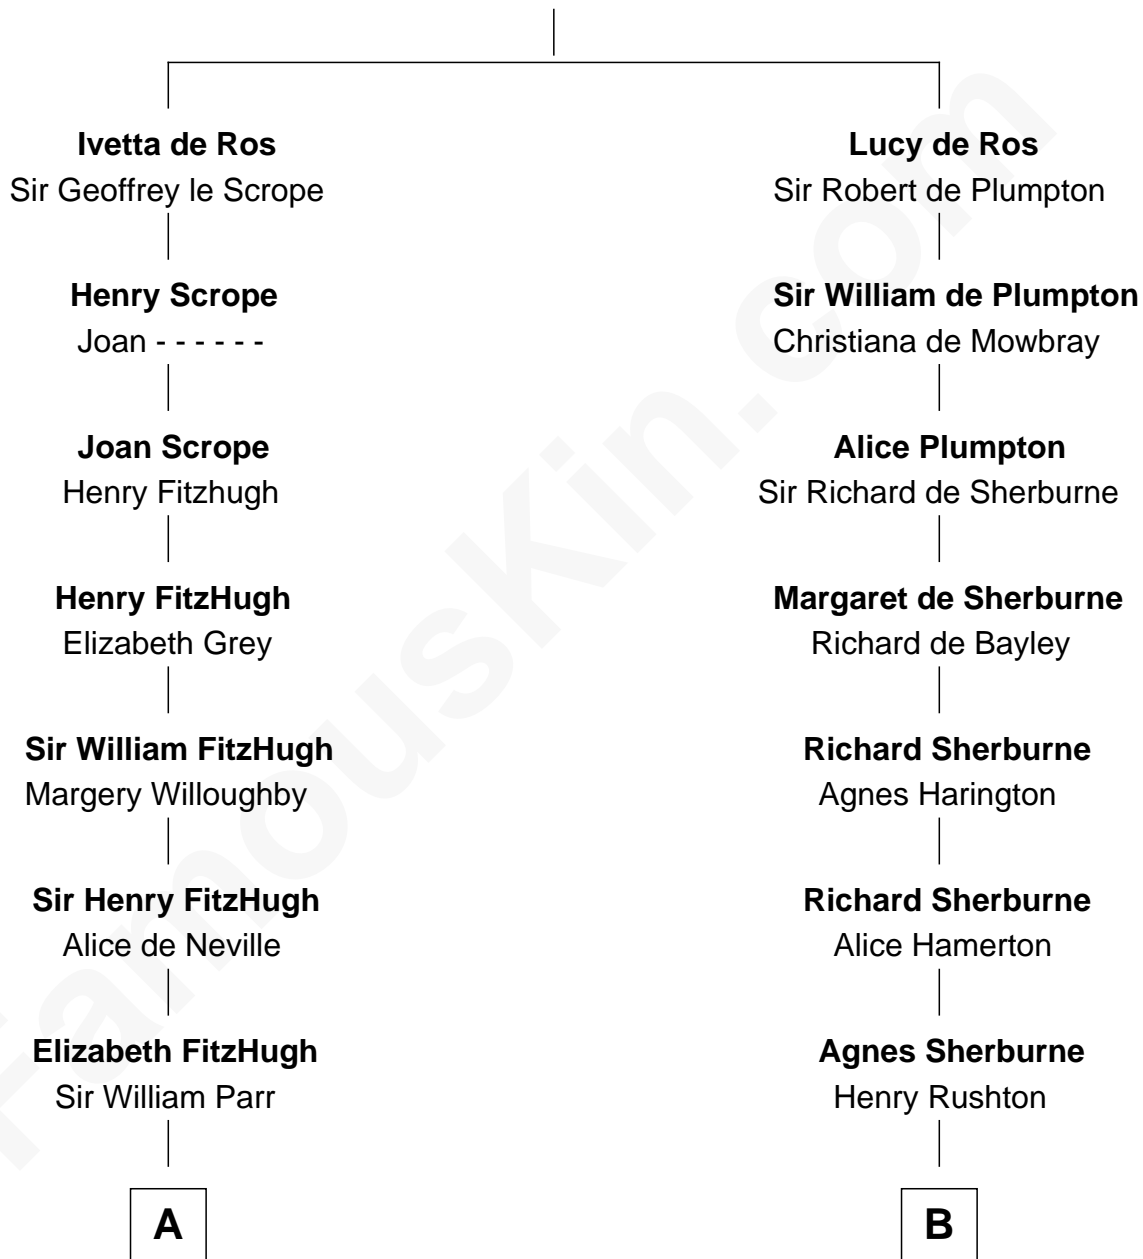 Ivetta de Ros
Sir Geoffrey le Scrope
Henry Scrope
Joan - - - - - -
Joan Scrope
Henry Fitzhugh
Henry FitzHugh
Elizabeth Grey
Sir William FitzHugh
Margery Willoughby
Sir Henry FitzHugh
Alice de Neville
Elizabeth FitzHugh
Sir William Parr
A
Lucy de Ros
Sir Robert de Plumpton
Sir William de Plumpton
Christiana de Mowbray
Alice Plumpton
Sir Richard de Sherburne
Margaret de Sherburne
Richard de Bayley
Richard Sherburne
Agnes Harington
Richard Sherburne
Alice Hamerton
Agnes Sherburne
Henry Rushton
B
FamousKin.com